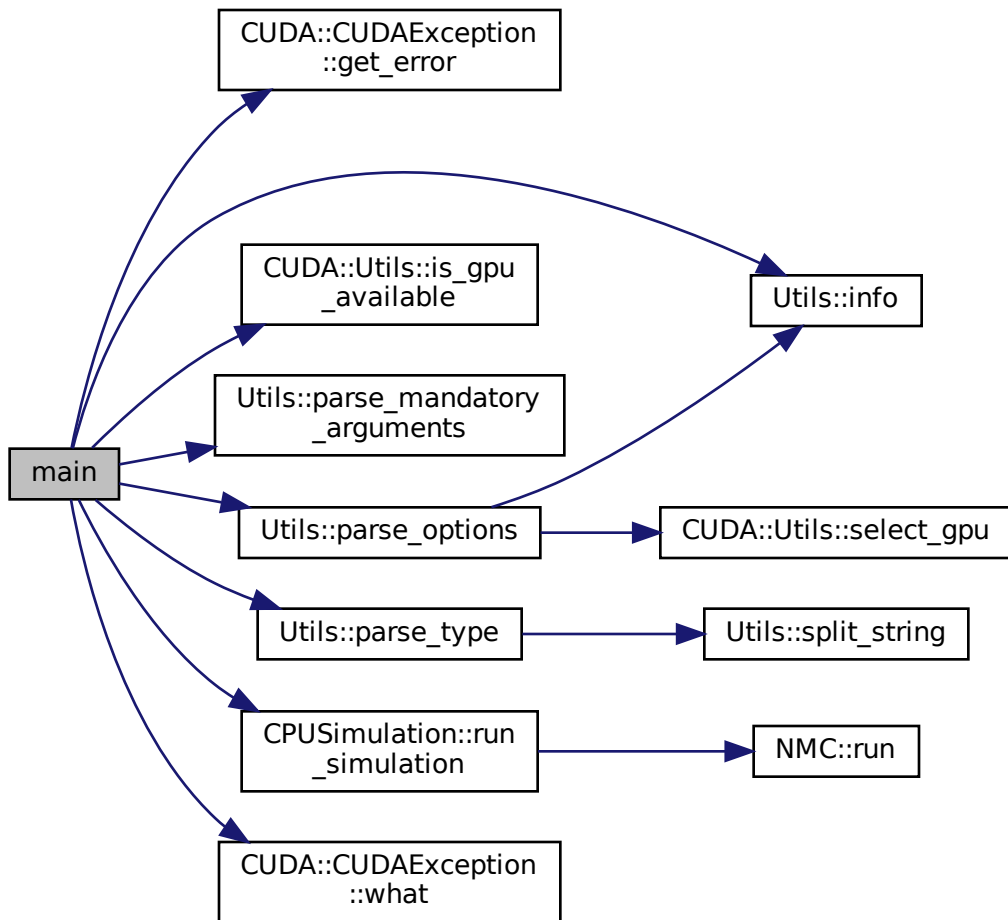 CUDA::CUDAException
::get_error
CUDA::Utils::is_gpu
_available
Utils::info
Utils::parse_mandatory
_arguments
main
Utils::parse_options
CUDA::Utils::select_gpu
Utils::parse_type
Utils::split_string
CPUSimulation::run
_simulation
NMC::run
CUDA::CUDAException
::what